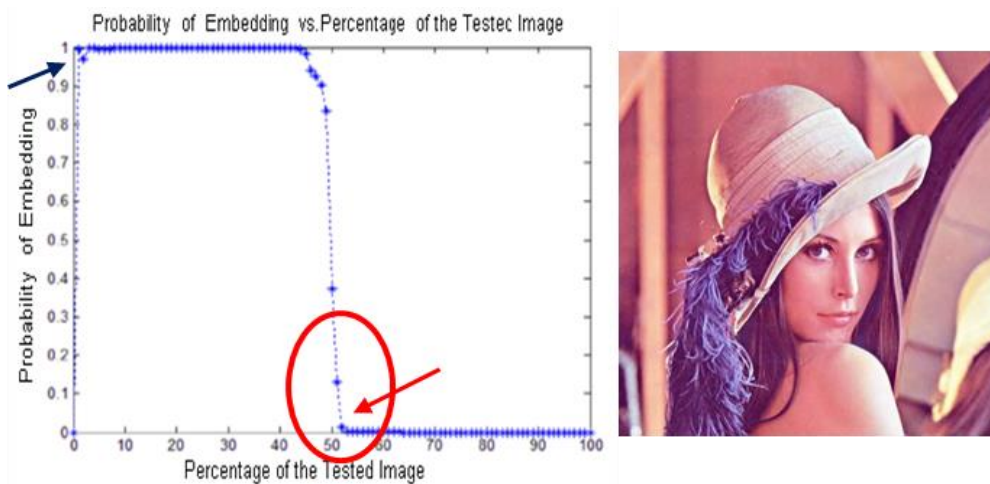 Probability of Embedding vs.Percentage of the Tested Image
1
0.9
0.8
0.7
0.6
0.5
0.4
0.3
0.2
0.1
0
Probability of Embedding
0 10 20 30 40 50 60 70 80 90 100
Percentage of the Tested Image